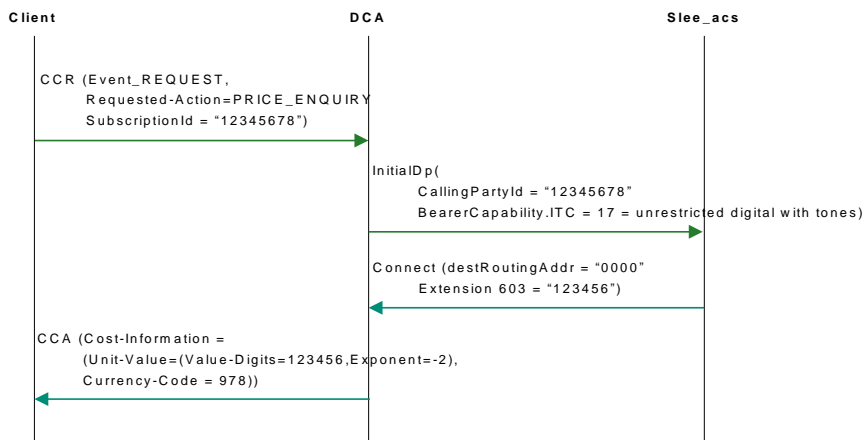 Client DCA Slee_acs
CCR (Event_REQUEST,
Requested-Action=PRICE_ENQUIRY
SubscriptionId = “12345678”)
InitialDp(
CallingPartyId = “12345678”
BearerCapability.ITC = 17 = unrestricted digital with tones)
Connect (destRoutingAddr = “0000”
Extension 603 = “123456”)
CCA (Cost-Information =
(Unit-Value=(Value-Digits=123456,Exponent=-2),
Currency-Code = 978))